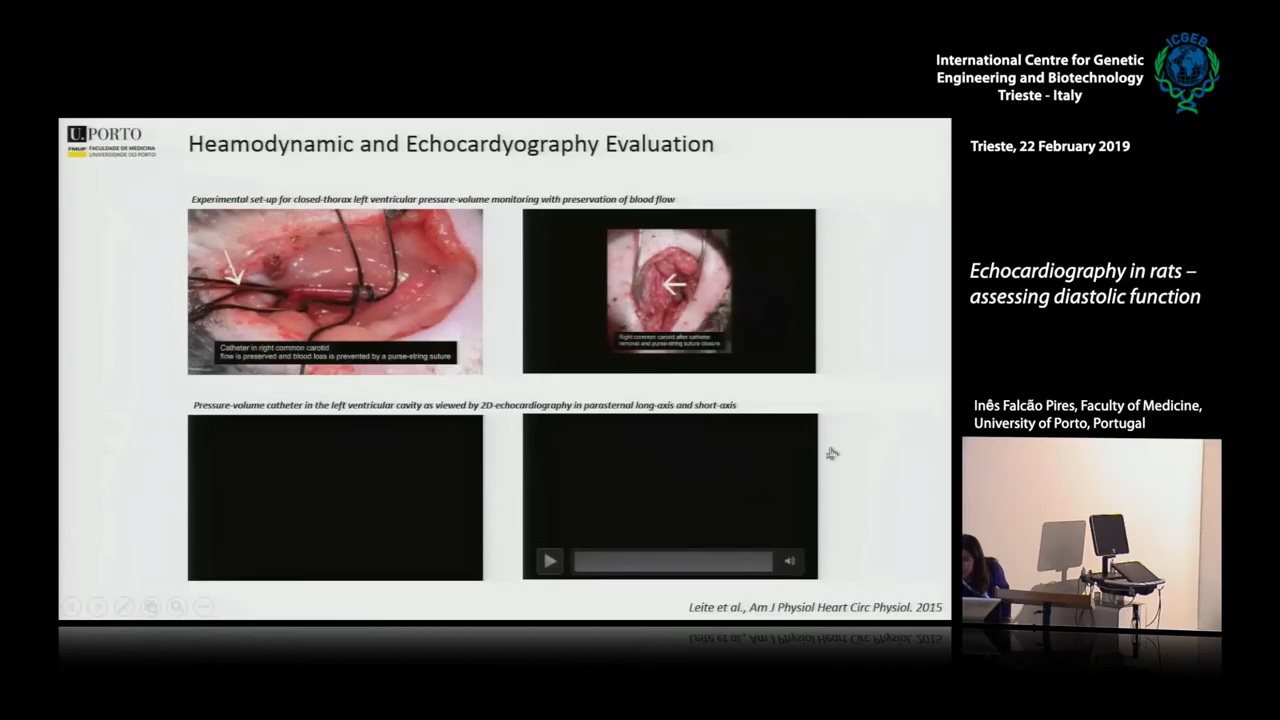 International Centre for Genetic
Engineering and Biotechnology
Trieste - Italy
ICGEB
Trieste, 22 February 2019
Echocardiography in rats –
assessing diastolic function
Inês Falcão Pires, Faculty of Medicine,
University of Porto, Portugal
U. PORTO
FMUP FACULDADE DE MEDICINA
UNIVERSIDADE DO PORTO
Heamodynamic and Echocardyography Evaluation
Experimental set-up for closed-thorax left ventricular pressure-volume monitoring with preservation of blood flow
Catheter in right common carotid
flow is preserved and blood loss is prevented by a purse-string suture
Right common caroid after catheter
removal and purse-string suture closure
Pressure-volume catheter in the left ventricular cavity as viewed by 2D-echocardiography in parasternal long-axis and short-axis
Leite et al., Am J Physiol Heart Circ Physiol. 2015